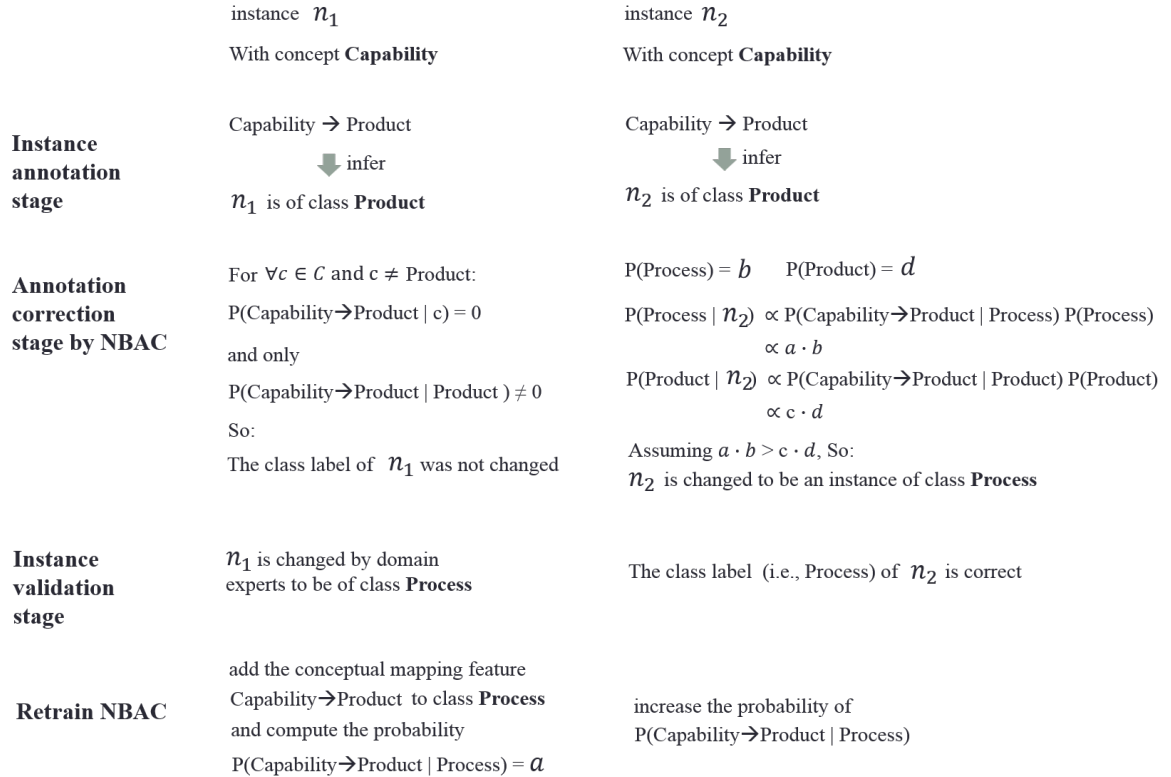 instance n₁
instance n₂
With concept Capability
With concept Capability
Instance
annotation
stage
Capability → Product
infer
n₁ is of class Product
Capability → Product
infer
n₂ is of class Product
Annotation
correction
stage by NBAC
For ∀c ∈ C and c ≠ Product:
P(Capability→Product | c) = 0
and only
P(Capability→Product | Product ) ≠ 0
So:
The class label of n₁ was not changed
P(Process) = b P(Product) = d
P(Process | n₂) ∝ P(Capability→Product | Process) P(Process)
∝ a · b
P(Product | n₂) ∝ P(Capability→Product | Product) P(Product)
∝ c · d
Assuming a · b > c · d, So:
n₂ is changed to be an instance of class Process
Instance
validation
stage
n₁ is changed by domain
experts to be of class Process
The class label (i.e., Process) of n₂ is correct
Retrain NBAC
add the conceptual mapping feature
Capability→Product to class Process
and compute the probability
P(Capability→Product | Process) = a
increase the probability of
P(Capability→Product | Process)